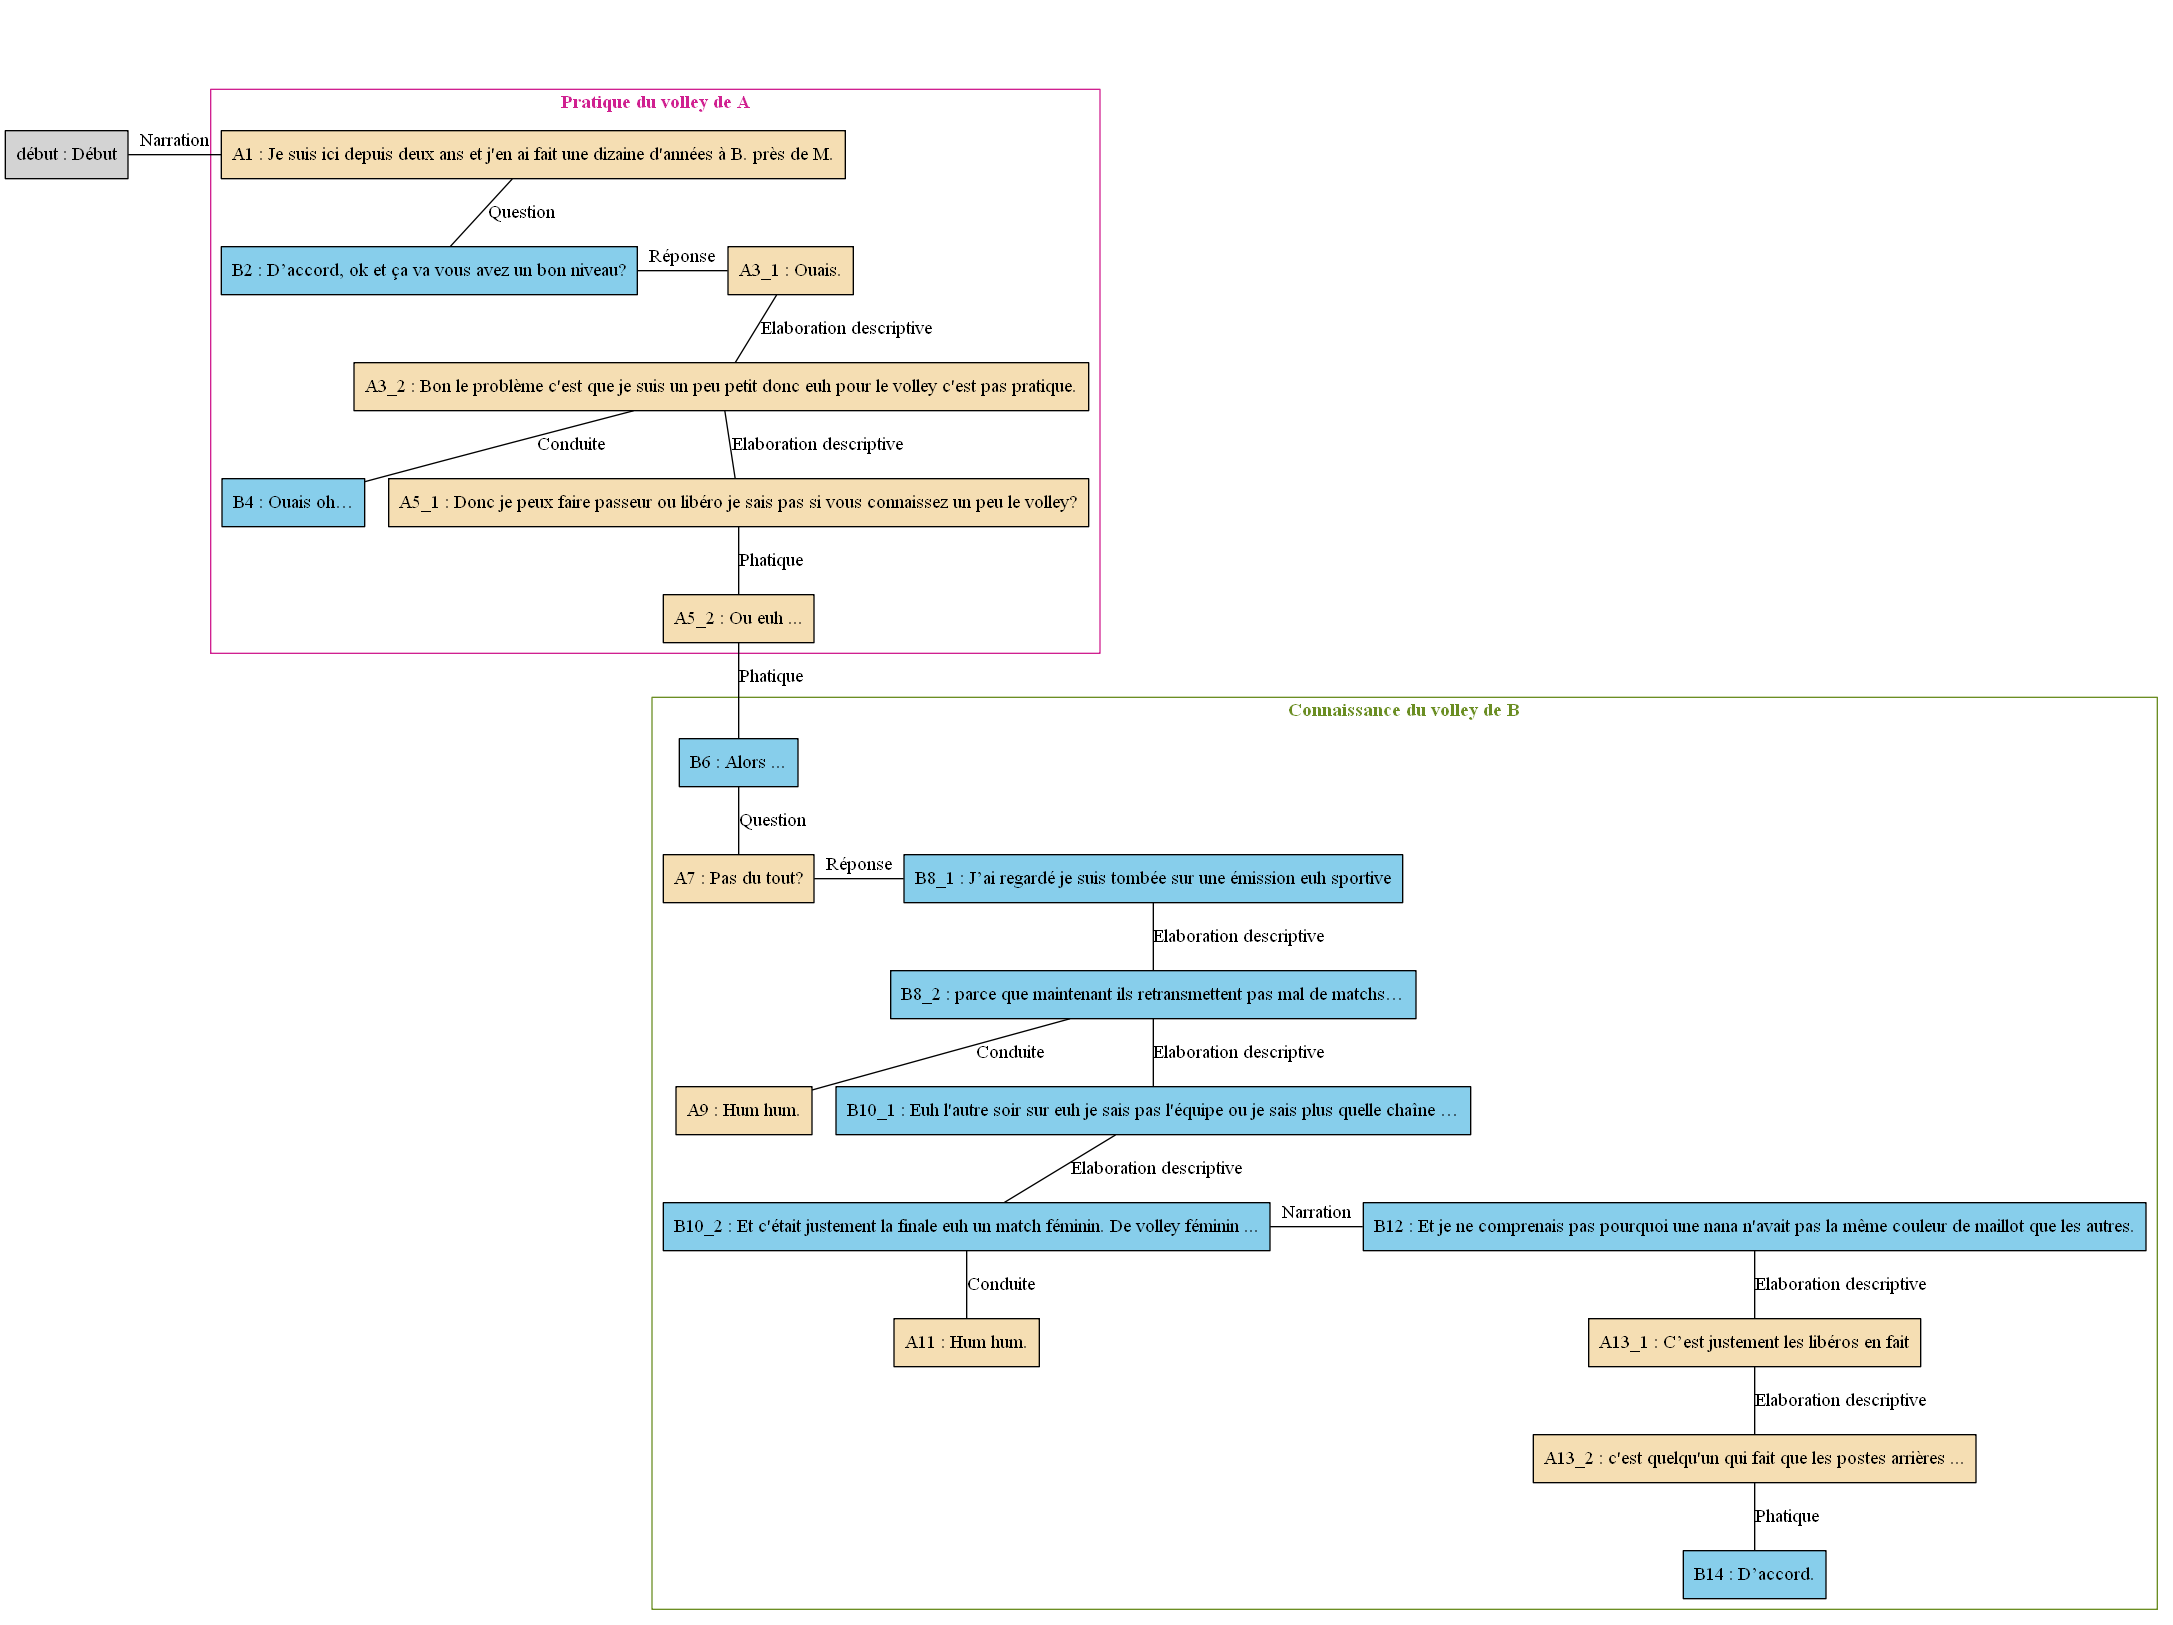 Pratique du volley de A
début : Début
Narration
A1 : Je suis ici depuis deux ans et j'en ai fait une dizaine d'années à B. près de M.
Question
B2 : D’accord, ok et ça va vous avez un bon niveau?
Réponse
A3_1 : Ouais.
Elaboration descriptive
A3_2 : Bon le problème c'est que je suis un peu petit donc euh pour le volley c'est pas pratique.
Conduite
Elaboration descriptive
B4 : Ouais oh…
A5_1 : Donc je peux faire passeur ou libéro je sais pas si vous connaissez un peu le volley?
Phatique
A5_2 : Ou euh ...
Phatique
Connaissance du volley de B
B6 : Alors ...
Question
A7 : Pas du tout?
Réponse
B8_1 : J’ai regardé je suis tombée sur une émission euh sportive
Elaboration descriptive
B8_2 : parce que maintenant ils retransmettent pas mal de matchs…
Conduite
Elaboration descriptive
A9 : Hum hum.
B10_1 : Euh l'autre soir sur euh je sais pas l'équipe ou je sais plus quelle chaîne …
Elaboration descriptive
B10_2 : Et c'était justement la finale euh un match féminin. De volley féminin ...
Narration
B12 : Et je ne comprenais pas pourquoi une nana n'avait pas la même couleur de maillot que les autres.
Conduite
Elaboration descriptive
A11 : Hum hum.
A13_1 : C’est justement les libéros en fait
Elaboration descriptive
A13_2 : c'est quelqu'un qui fait que les postes arrières ...
Phatique
B14 : D’accord.